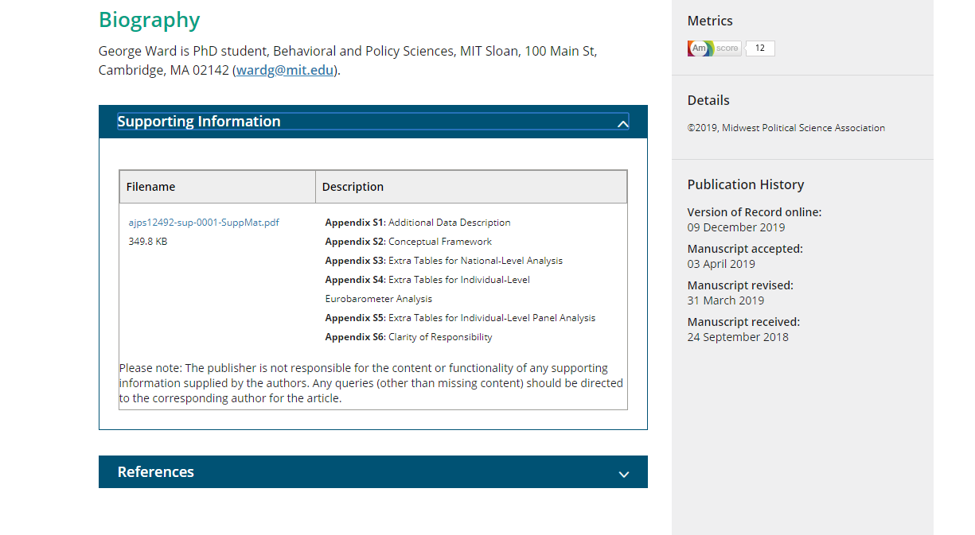 Biography
George Ward is PhD student, Behavioral and Policy Sciences, MIT Sloan, 100 Main St,
Cambridge, MA 02142 (wardg@mit.edu).
Supporting Information
Filename Description
ajps12492-sup-0001-SuppMat.pdf
349.8 KB
Appendix S1: Additional Data Description
Appendix S2: Conceptual Framework
Appendix S3: Extra Tables for National-Level Analysis
Appendix S4: Extra Tables for Individual-Level
Eurobarometer Analysis
Appendix S5: Extra Tables for Individual-Level Panel Analysis
Appendix S6: Clarity of Responsibility
Please note: The publisher is not responsible for the content or functionality of any supporting
information supplied by the authors. Any queries (other than missing content) should be directed
to the corresponding author for the article.
References
Metrics
Am score 12
Details
©2019, Midwest Political Science Association
Publication History
Version of Record online:
09 December 2019
Manuscript accepted:
03 April 2019
Manuscript revised:
31 March 2019
Manuscript received:
24 September 2018